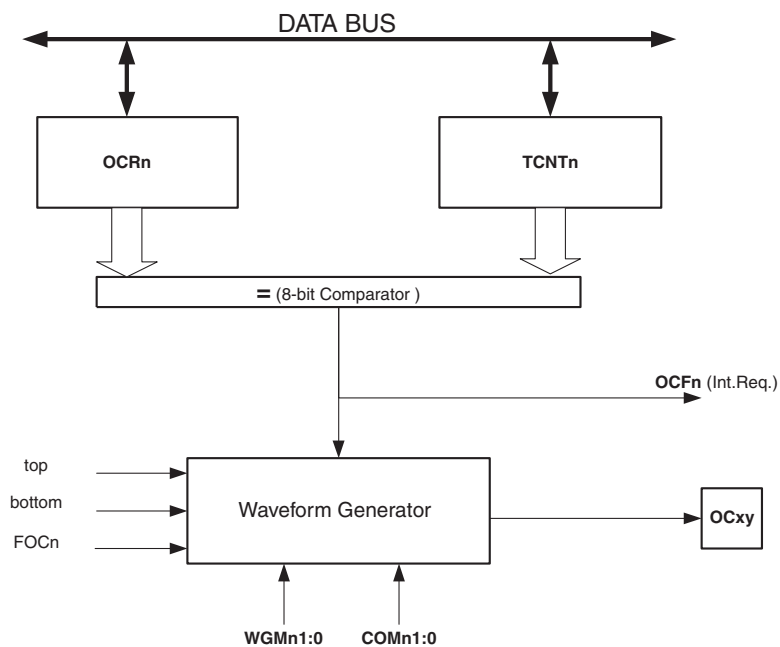 DATA BUS
OCRn
TCNTn
= (8-bit Comparator )
OCFn (Int.Req.)
top
bottom
FOCn
Waveform Generator
OCxy
WGMn1:0
COMn1:0